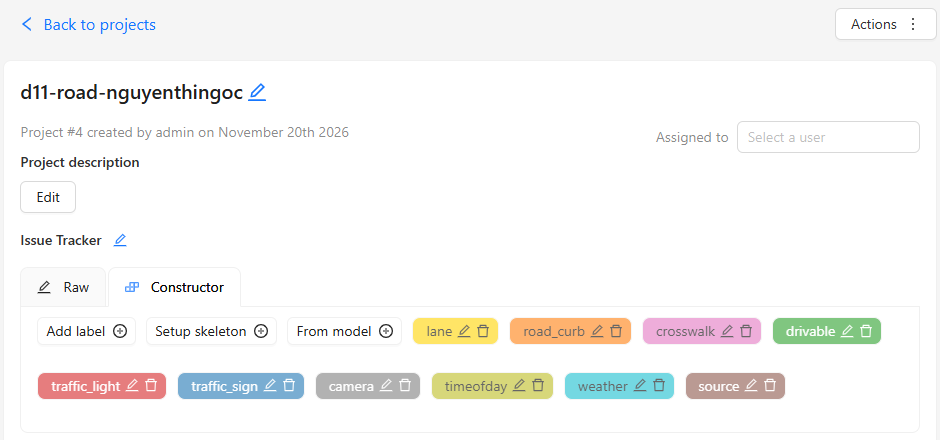 Back to projects
Actions
d11-road-nguyenthingoc
Project #4 created by admin on November 20th 2026
Assigned to
Select a user
Project description
Edit
Issue Tracker
Raw
Constructor
Add label
Setup skeleton
From model
lane
road_curb
crosswalk
drivable
traffic_light
traffic_sign
camera
timeofday
weather
source